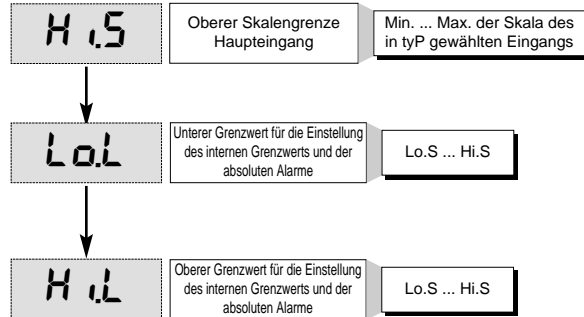 Hi.S
Oberer Skalengrenze
Haupteingang
Min. ... Max. der Skala des
in tyP gewählten Eingangs
Lo.L
Unterer Grenzwert für die Einstellung
des internen Grenzwerts und der
absoluten Alarme
Lo.S ... Hi.S
Hi.L
Oberer Grenzwert für die Einstellung
des internen Grenzwerts und der
absoluten Alarme
Lo.S ... Hi.S